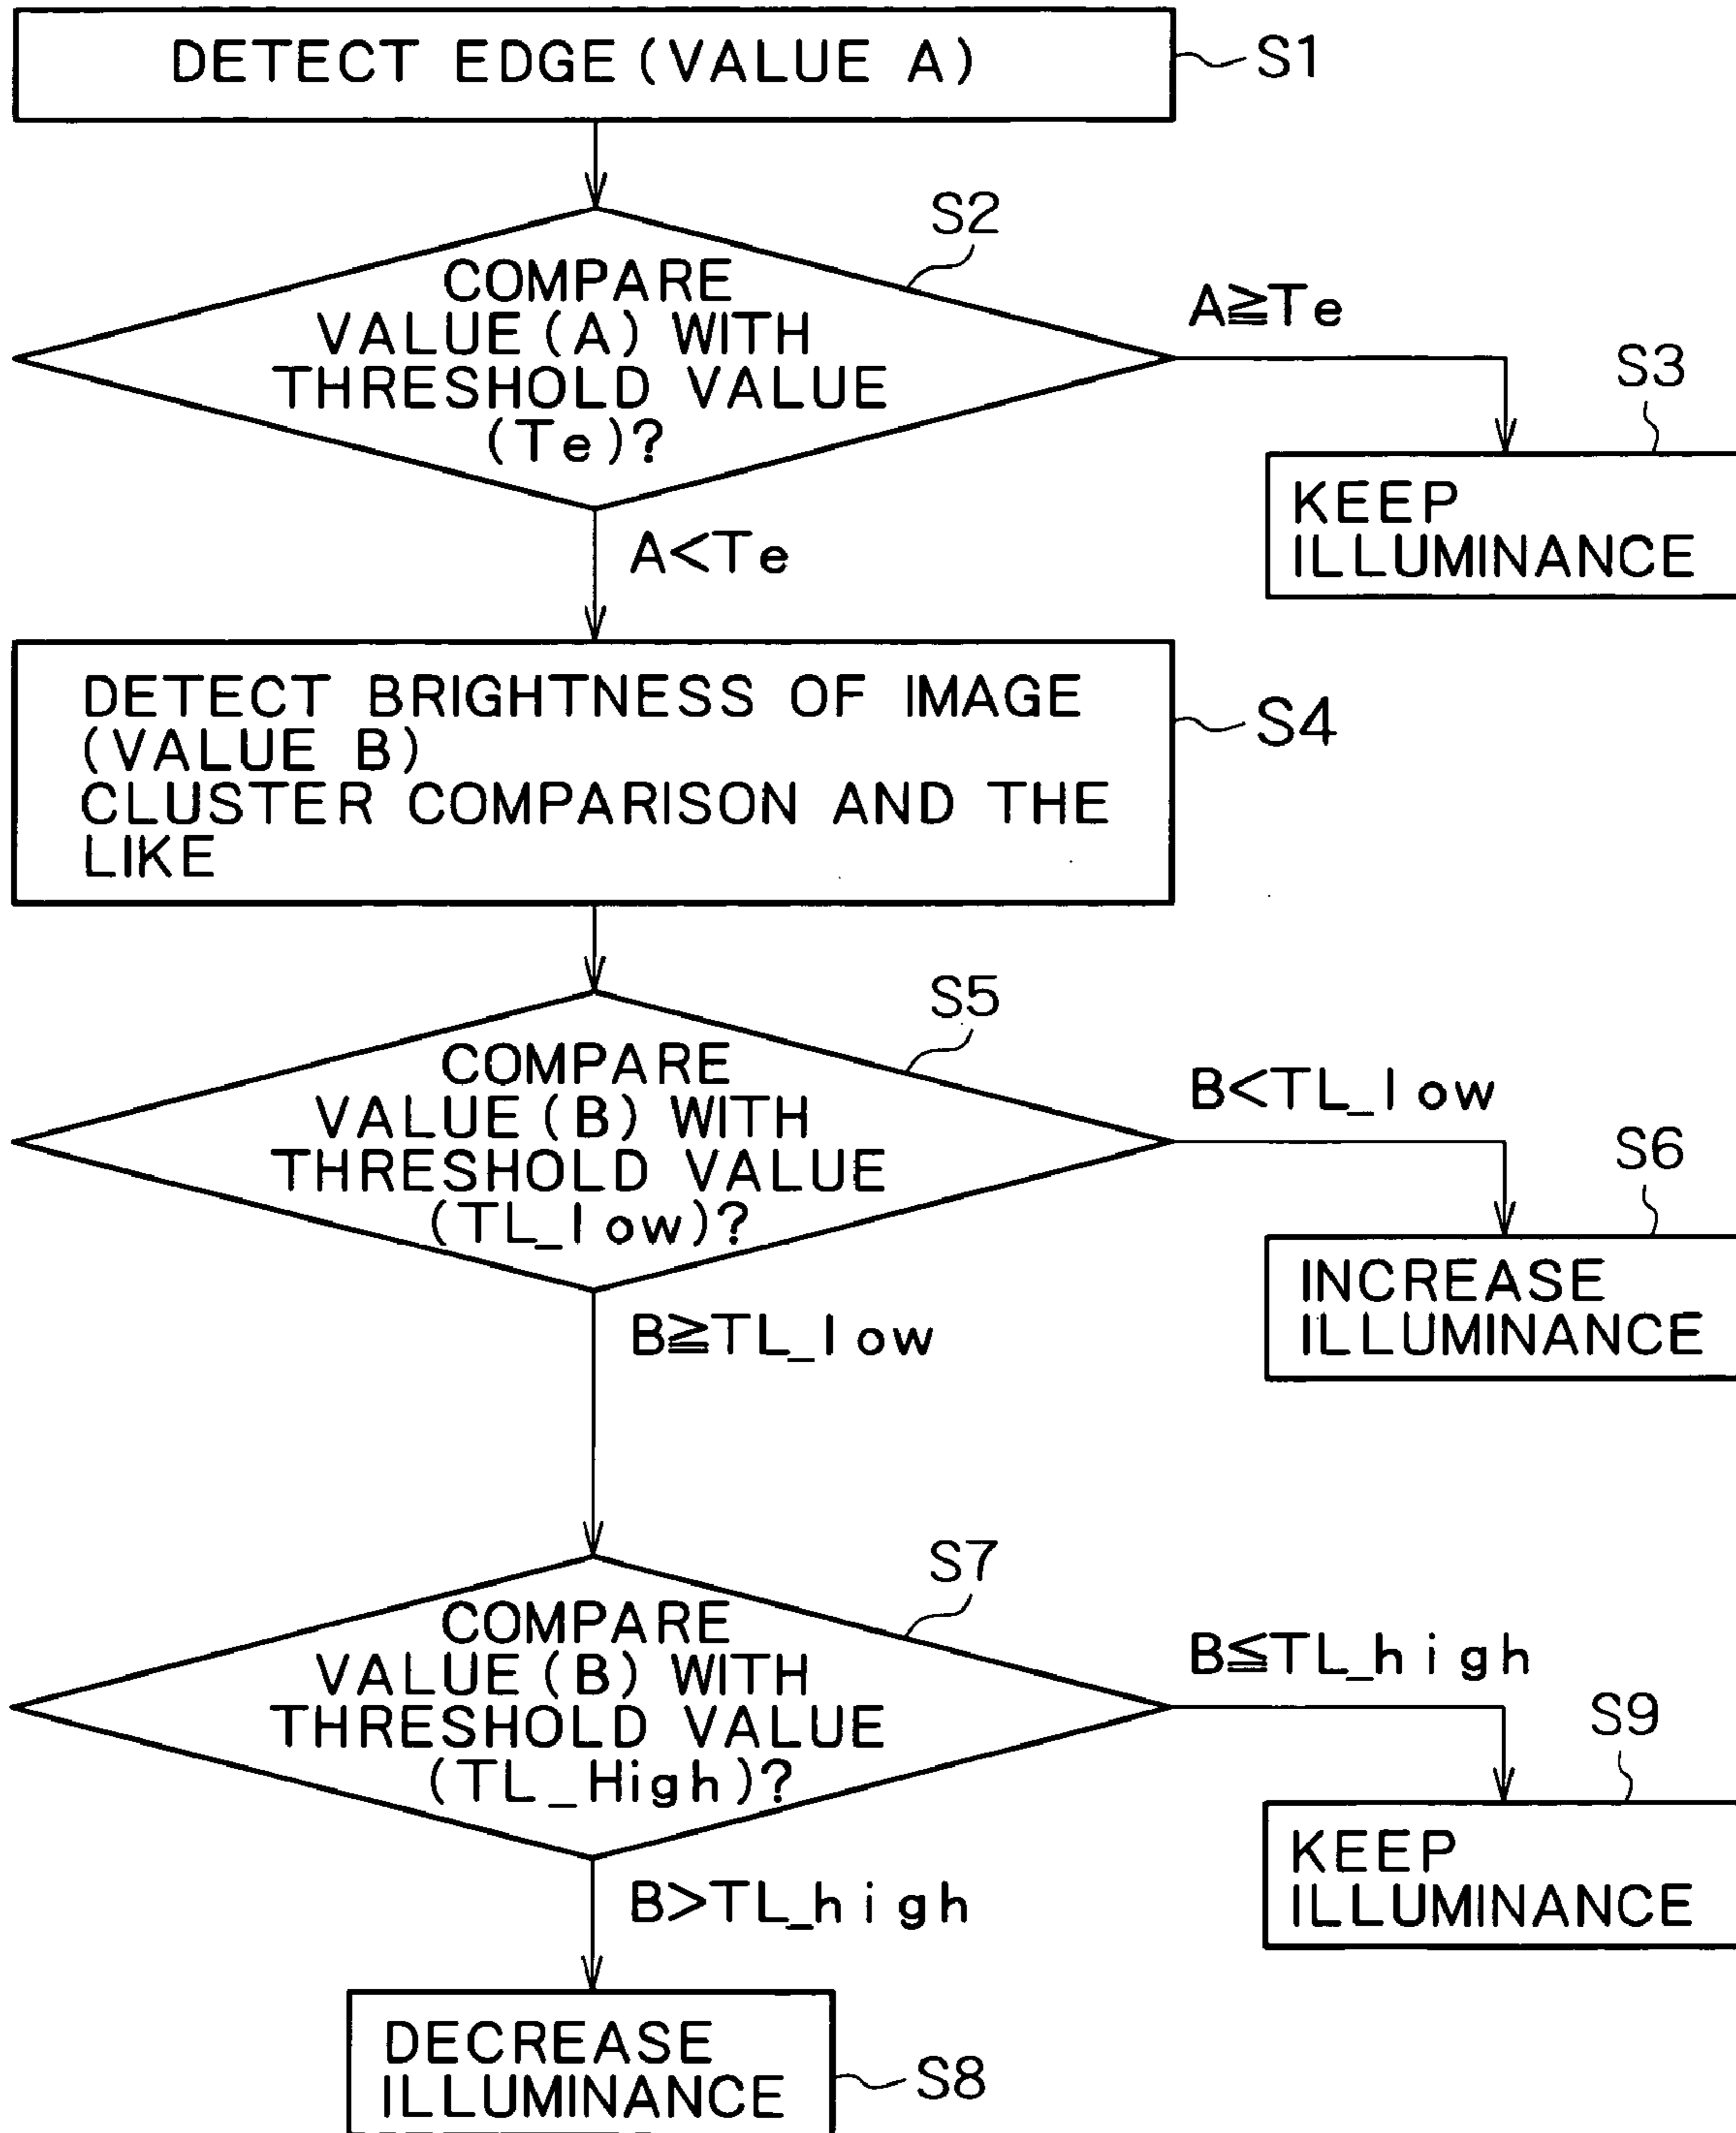 DETECT EDGE (VALUE A)
S1
S2
COMPARE
VALUE (A) WITH
THRESHOLD VALUE
(Te)?
A≧Te
S3
KEEP
ILLUMINANCE
A<Te
DETECT BRIGHTNESS OF IMAGE
(VALUE B)
CLUSTER COMPARISON AND THE
LIKE
S4
S5
COMPARE
VALUE (B) WITH
THRESHOLD VALUE
(TL_low)?
B<TL_low
S6
INCREASE
ILLUMINANCE
B≧TL_low
S7
COMPARE
VALUE (B) WITH
THRESHOLD VALUE
(TL_High)?
B≦TL_high
S9
KEEP
ILLUMINANCE
B>TL_high
DECREASE
ILLUMINANCE
S8